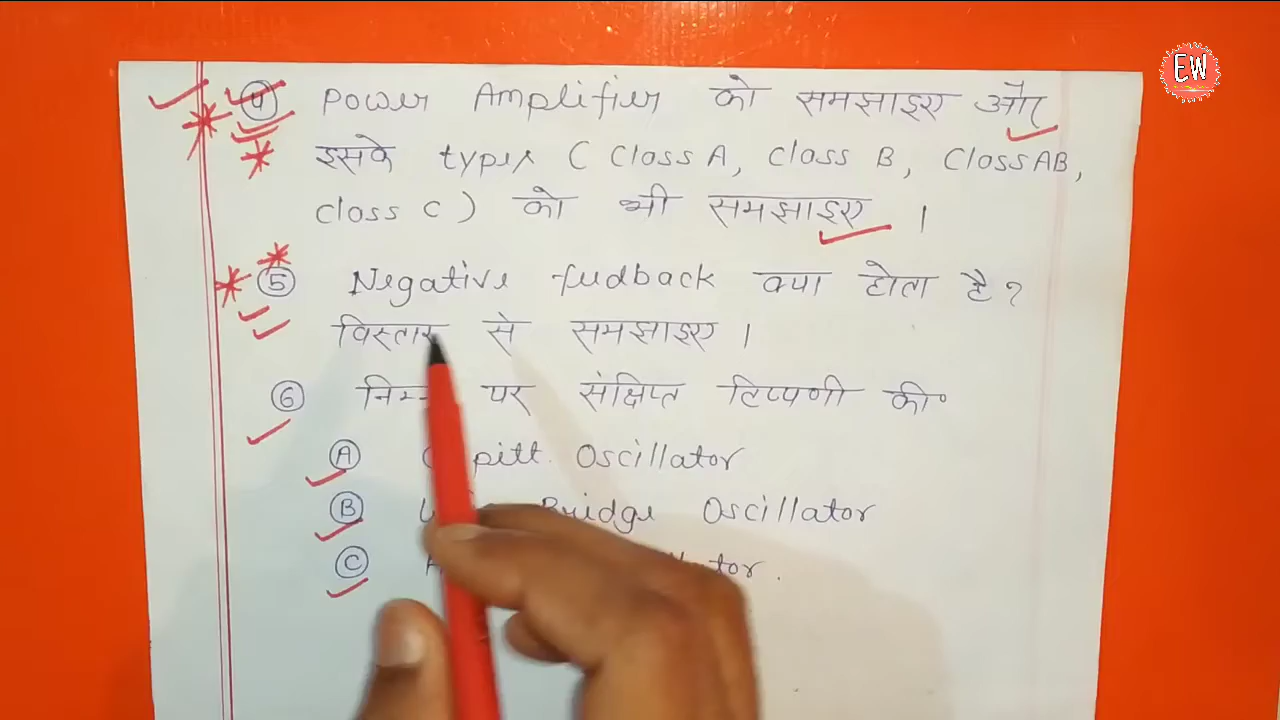 EW
④ Power Amplifier को समझाइए और
इसके types ( Class A, Class B, Class AB,
Class C ) को भी समझाइए ।
⑤ Negative feedback क्या होता है?
विस्तार से समझाइए ।
⑥ पर संक्षिप्त टिप्पणी की॰
Ⓐ Oscillator
Ⓑ Bridge Oscillator
Ⓒ